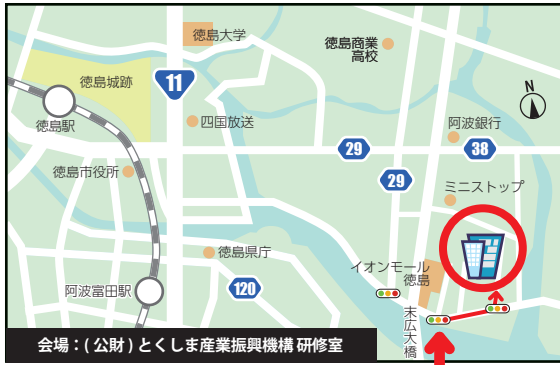 徳島大学
徳島商業
高校
11
徳島城跡
N
徳島駅
四国放送
阿波銀行
29
38
徳島市役所
29
ミニストップ
徳島県庁
イオンモール
徳島
阿波富田駅
120
末広大橋
会場：( 公財 ) とくしま産業振興機構 研修室